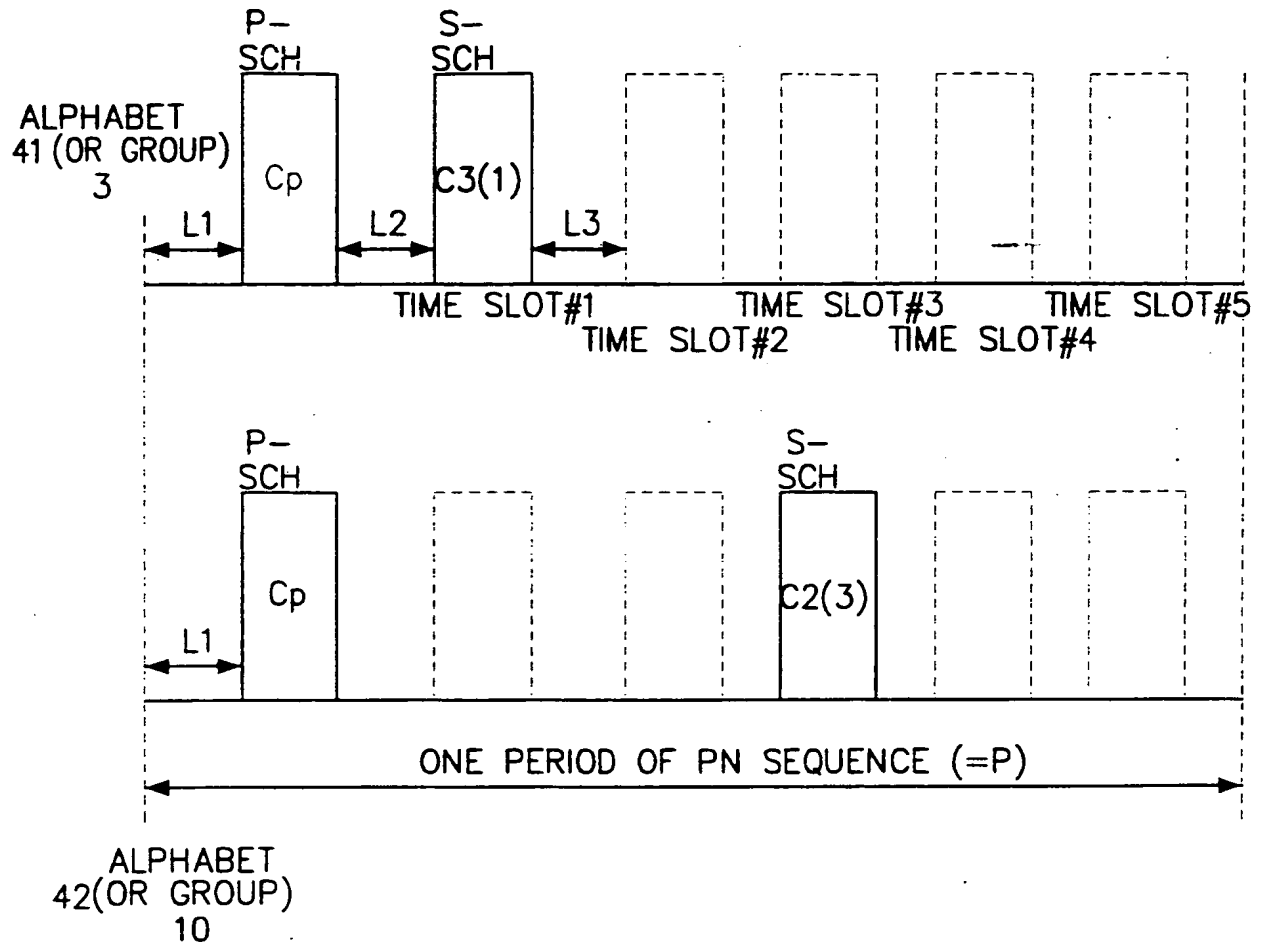 P-
SCH
S-
SCH
ALPHABET
41 (OR GROUP)
3
Cp
C3(1)
L1
L2
L3
TIME SLOT#1
TIME SLOT#2
TIME SLOT#3
TIME SLOT#4
TIME SLOT#5
P-
SCH
S-
SCH
Cp
C2(3)
L1
ONE PERIOD OF PN SEQUENCE (=P)
ALPHABET
42(OR GROUP)
10